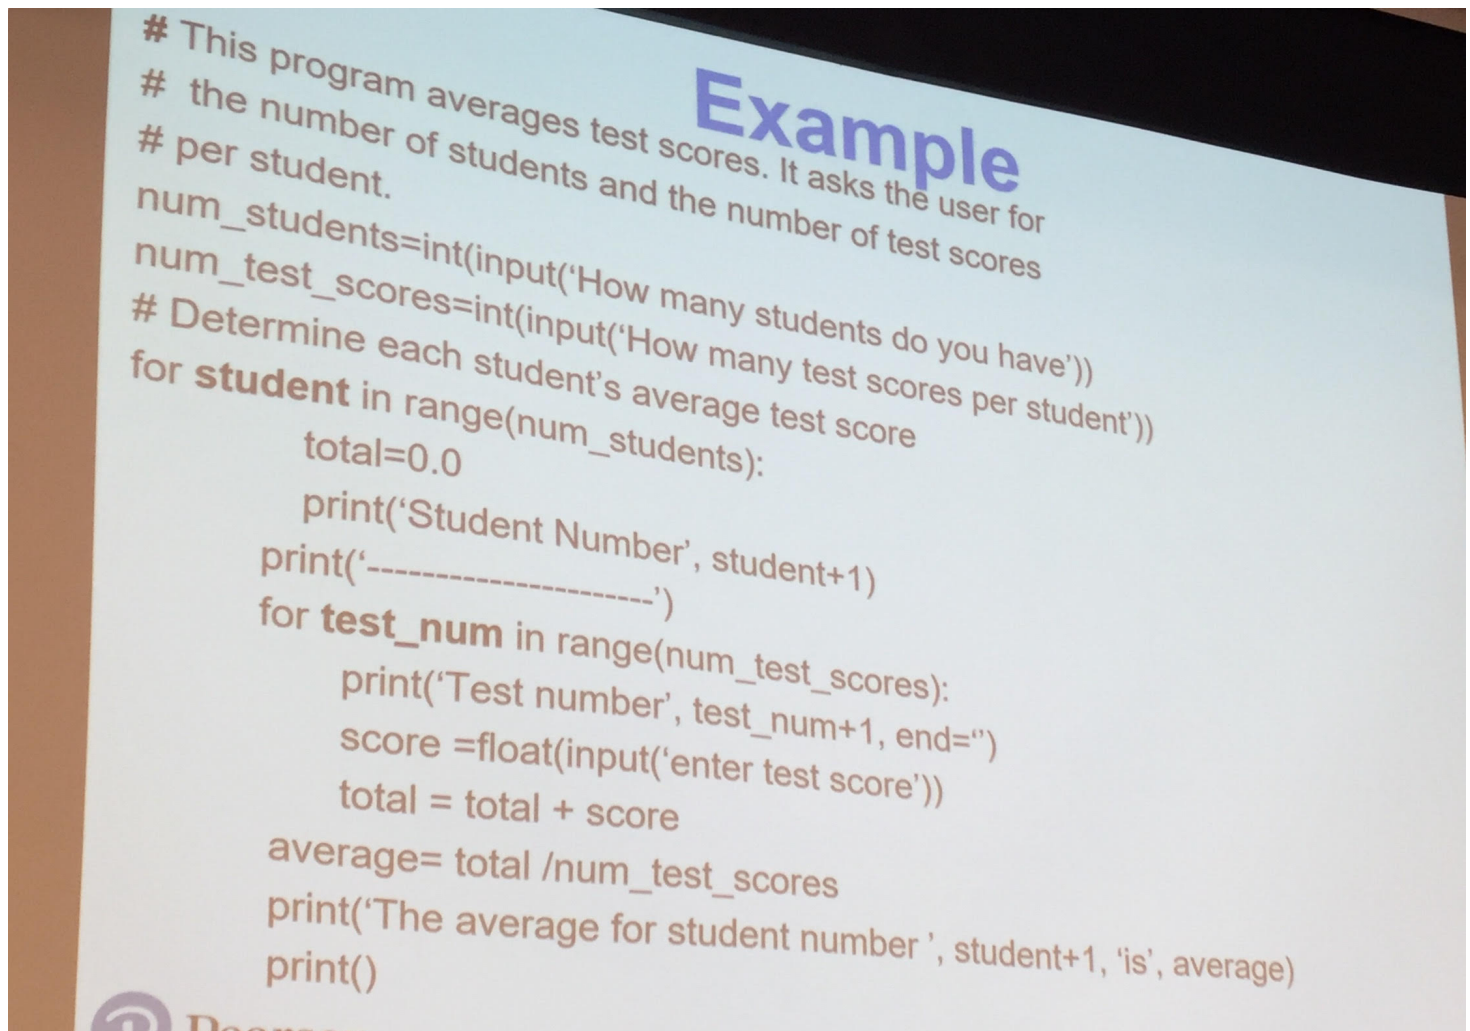 Example
# This program averages test scores. It asks the user for
# the number of students and the number of test scores
# per student.
num_students=int(input(‘How many students do you have’))
num_test_scores=int(input(‘How many test scores per student’))
# Determine each student’s average test score
for student in range(num_students):
total=0.0
print(‘Student Number’, student+1)
print(‘---------------------’)
for test_num in range(num_test_scores):
print(‘Test number’, test_num+1, end=‘’)
score =float(input(‘enter test score’))
total = total + score
average= total /num_test_scores
print(‘The average for student number ’, student+1, ‘is’, average)
print()